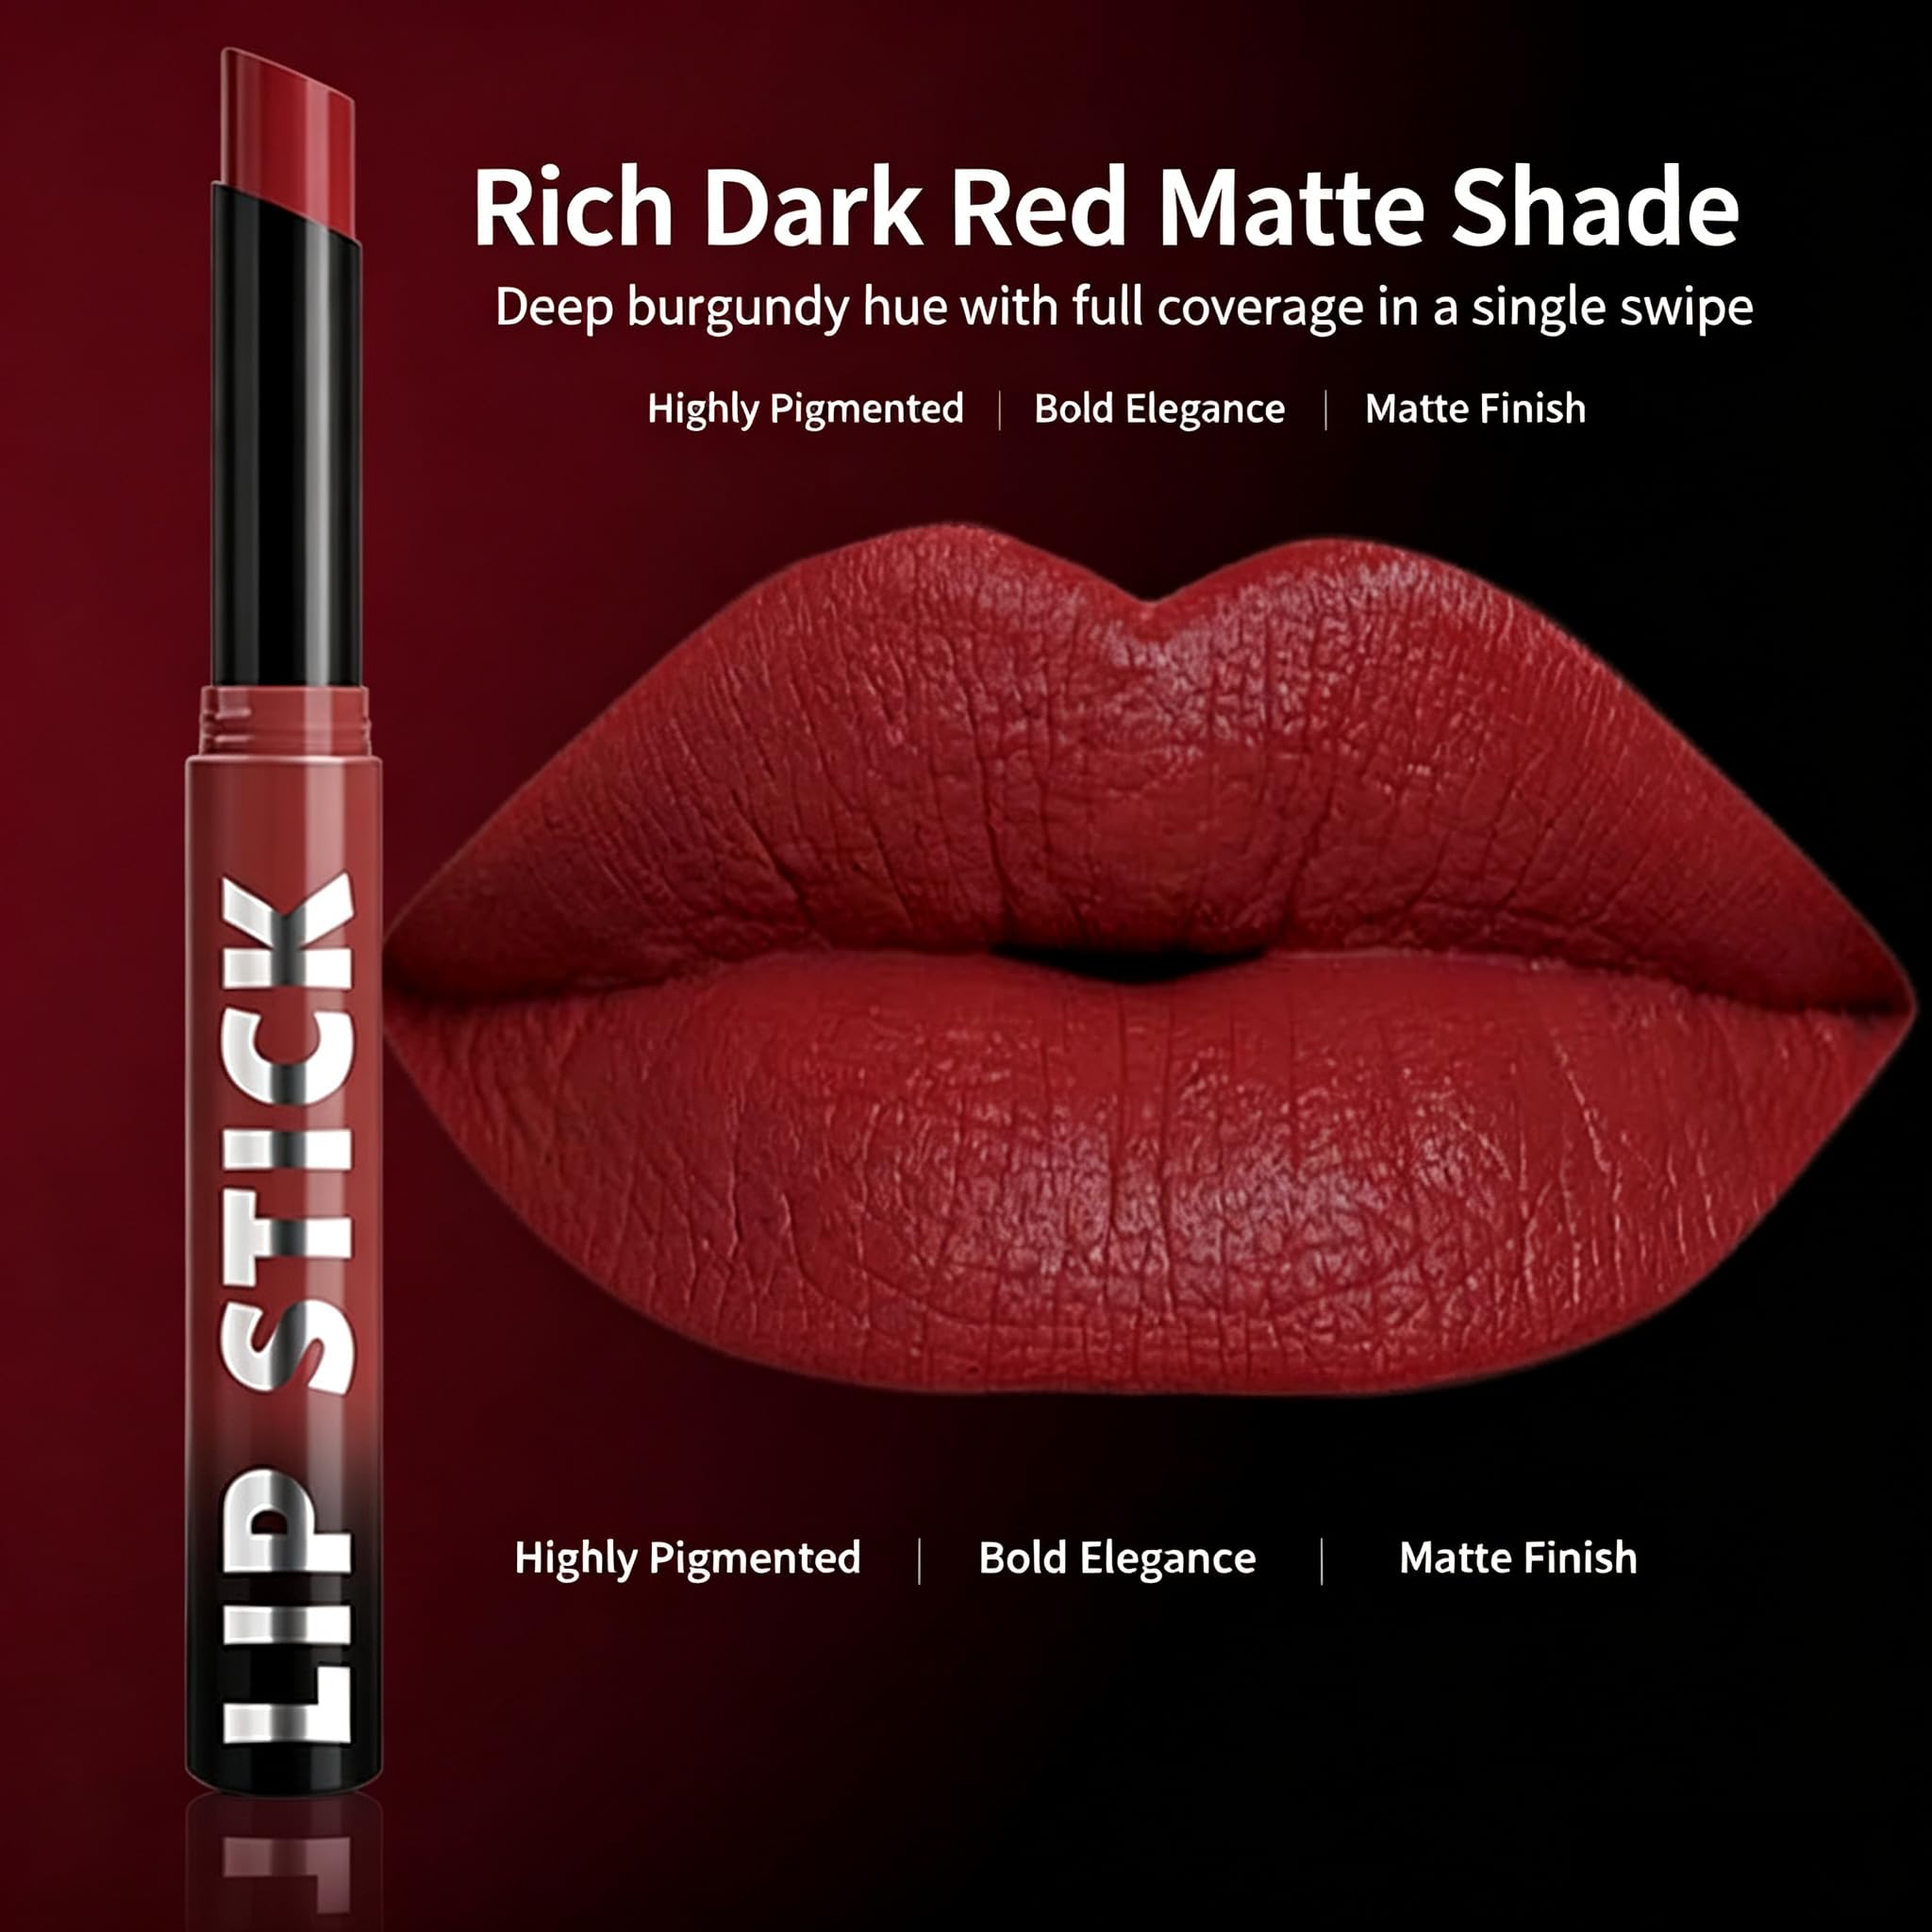 Rich Dark Red Matte Shade
Deep burgundy hue with full coverage in a single swipe
Highly Pigmented | Bold Elegance | Matte Finish
LIP STICK
Highly Pigmented | Bold Elegance | Matte Finish